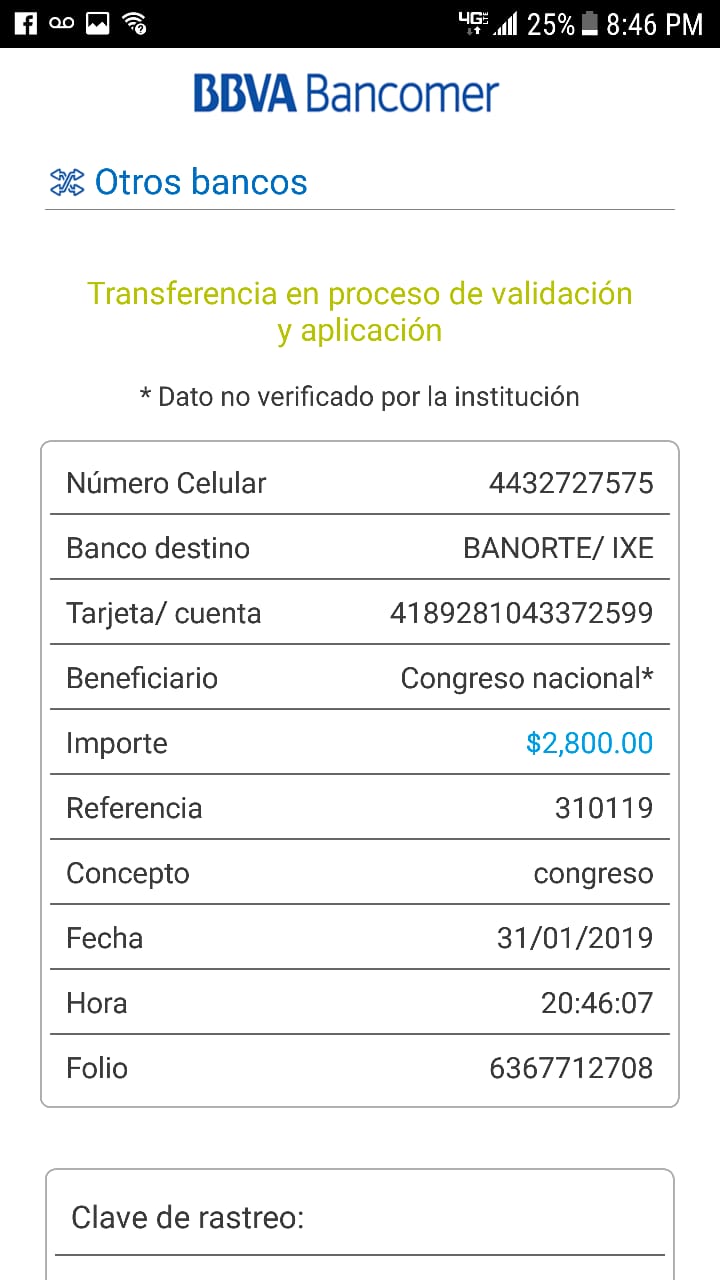 4G 25% 8:46 PM
BBVA Bancomer
Otros bancos
Transferencia en proceso de validación
y aplicación
* Dato no verificado por la institución
Número Celular 4432727575
Banco destino BANORTE/ IXE
Tarjeta/ cuenta 4189281043372599
Beneficiario Congreso nacional*
Importe $2,800.00
Referencia 310119
Concepto congreso
Fecha 31/01/2019
Hora 20:46:07
Folio 6367712708
Clave de rastreo: